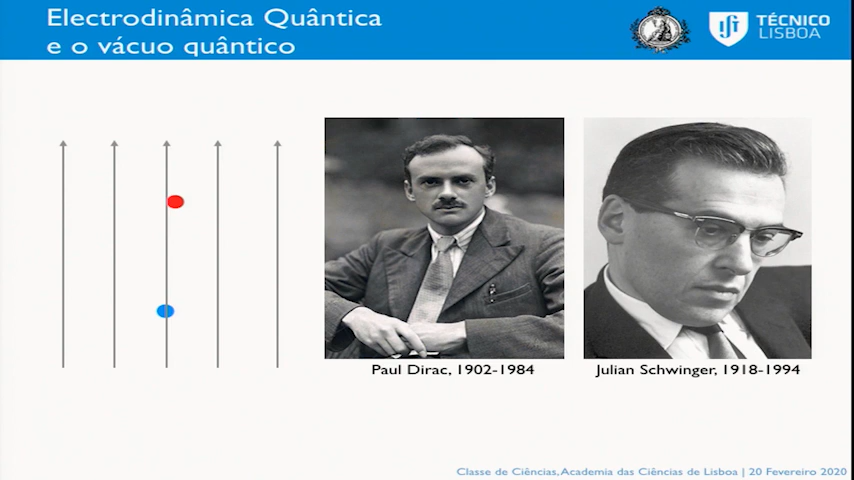 Electrodinâmica Quântica
e o vácuo quântico
TÉCNICO
LISBOA
Paul Dirac, 1902-1984
Julian Schwinger, 1918-1994
Classe de Ciências, Academia das Ciências de Lisboa | 20 Fevereiro 2020